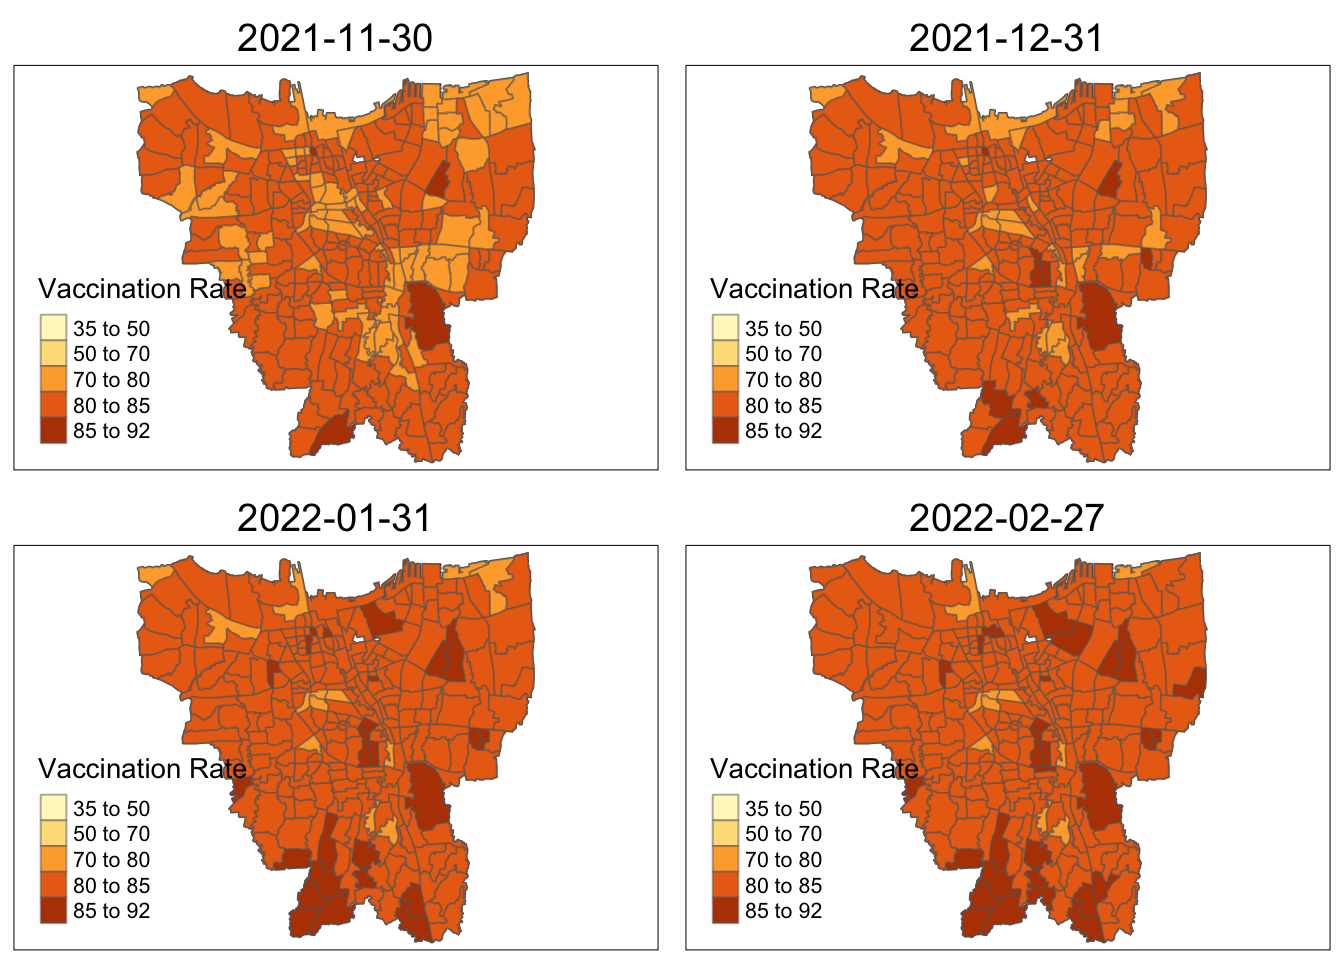 2021-11-30
Vaccination Rate
35 to 50
50 to 70
70 to 80
80 to 85
85 to 92
2021-12-31
Vaccination Rate
35 to 50
50 to 70
70 to 80
80 to 85
85 to 92
2022-01-31
Vaccination Rate
35 to 50
50 to 70
70 to 80
80 to 85
85 to 92
2022-02-27
Vaccination Rate
35 to 50
50 to 70
70 to 80
80 to 85
85 to 92